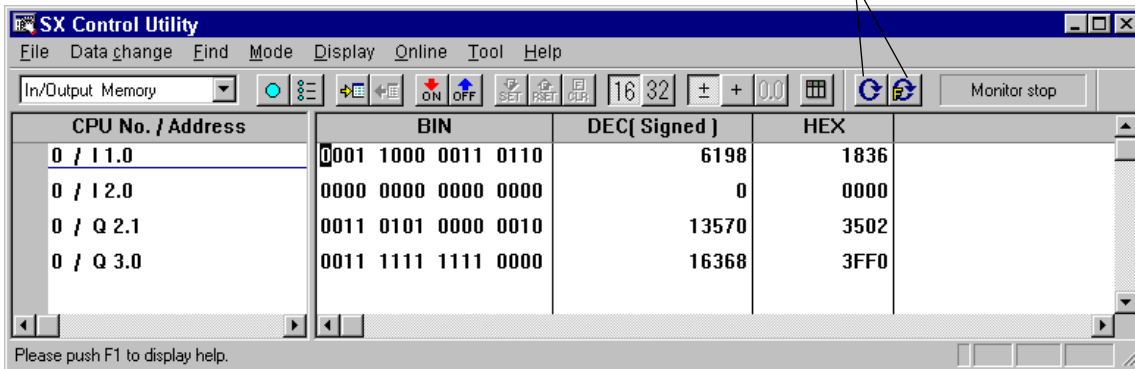 SX Control Utility
File Data change Find Mode Display Online Tool Help
In/Output Memory ON OFF SET RSET CLR 16 32 ± + 0.0 F Monitor stop
CPU No. / Address BIN DEC( Signed ) HEX
0 / I 1.0 0001 1000 0011 0110 6198 1836
0 / I 2.0 0000 0000 0000 0000 0 0000
0 / Q 2.1 0011 0101 0000 0010 13570 3502
0 / Q 3.0 0011 1111 1111 0000 16368 3FF0
Please push F1 to display help.